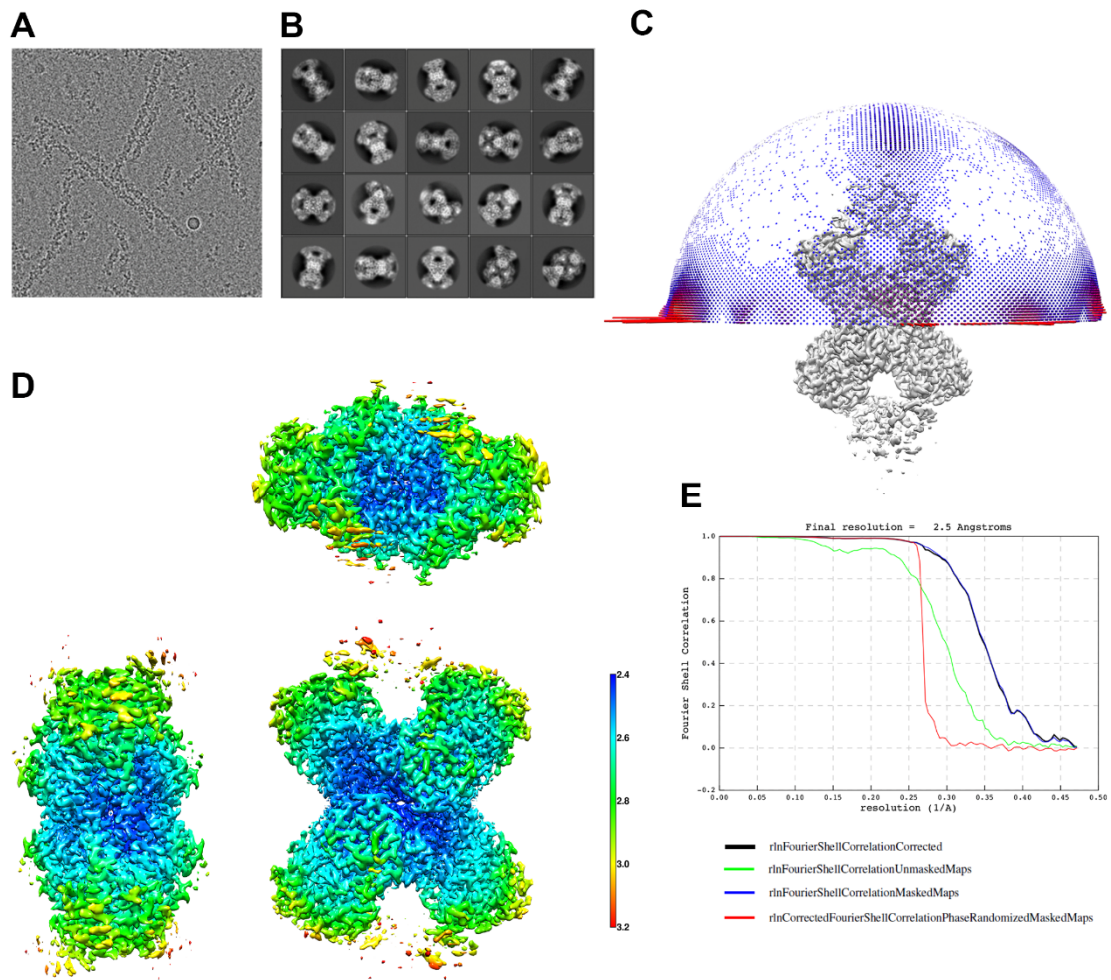 A
B
C
D
2.4
2.6
2.8
3.0
3.2
E
Final resolution = 2.5 Angstroms
Fourier Shell Correlation
1.0
0.8
0.6
0.4
0.2
0.0
-0.2
0.00 0.05 0.10 0.15 0.20 0.25 0.30 0.35 0.40 0.45 0.50
resolution (1/A)
rlnFourierShellCorrelationCorrected
rlnFourierShellCorrelationUnmaskedMaps
rlnFourierShellCorrelationMaskedMaps
rlnCorrectedFourierShellCorrelationPhaseRandomizedMaskedMaps